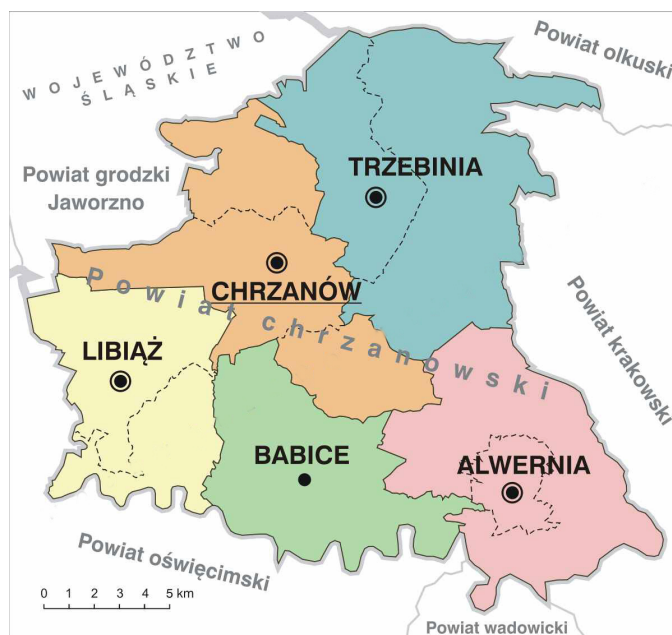 WOJEWÓDZTWO
ŚLĄSKIE
Powiat olkuski
TRZEBINIA
Powiat grodzki
Jaworzno
CHRZANÓW
Powiat chrzanowski
Powiat krakowski
LIBIĄŻ
BABICE
ALWERNIA
Powiat oświęcimski
0 1 2 3 4 5 km
Powiat wadowicki